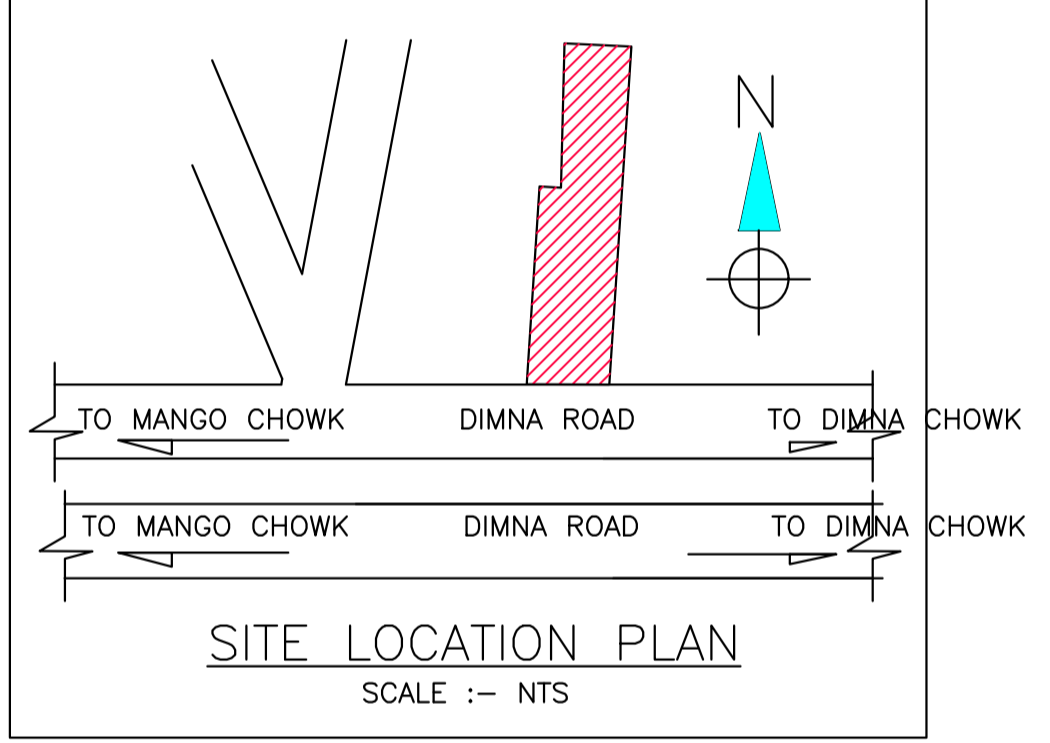 N
TO MANGO CHOWK DIMNA ROAD TO DIMNA CHOWK
TO MANGO CHOWK DIMNA ROAD TO DIMNA CHOWK
SITE LOCATION PLAN
SCALE :- NTS